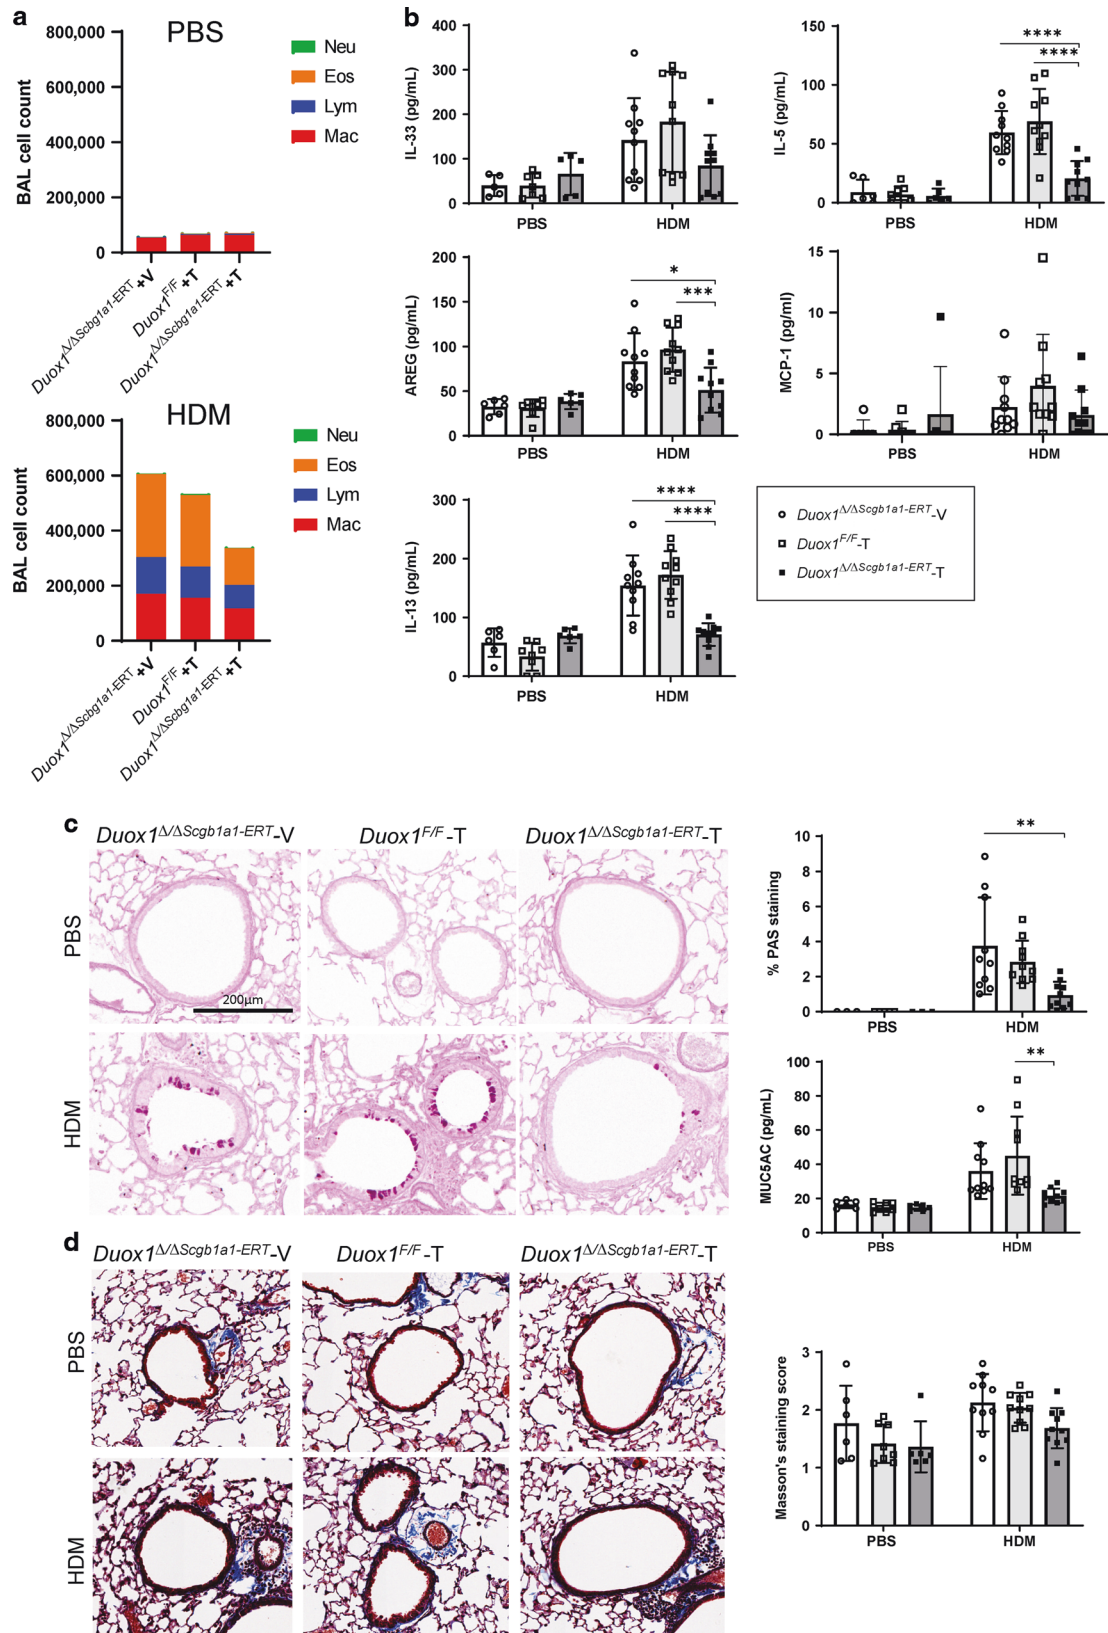 a
PBS
800,000
600,000
400,000
200,000
0
BAL cell count
Neu
Eos
Lym
Mac
Duox1Δ/ΔScbg1a1-ERT+V
Duox1F/F+T
Duox1Δ/ΔScbg1a1-ERT+T
HDM
800,000
600,000
400,000
200,000
0
BAL cell count
Neu
Eos
Lym
Mac
Duox1Δ/ΔScbg1a1-ERT+V
Duox1F/F+T
Duox1Δ/ΔScbg1a1-ERT+T
b
400
300
200
100
0
IL-33 (pg/mL)
PBS HDM
150
100
50
0
IL-5 (pg/mL)
****
****
PBS HDM
200
150
100
50
0
AREG (pg/mL)
*
***
PBS HDM
15
10
5
0
MCP-1 (pg/ml)
PBS HDM
300
200
100
0
IL-13 (pg/mL)
****
****
PBS HDM
Duox1Δ/ΔScgb1a1-ERT-V
Duox1F/F-T
Duox1Δ/ΔScgb1a1-ERT-T
c
Duox1Δ/ΔScgb1a1-ERT-V Duox1F/F-T Duox1Δ/ΔScgb1a1-ERT-T
PBS
200µm
HDM
10
8
6
4
2
0
% PAS staining
**
PBS HDM
100
80
60
40
20
0
MUC5AC (pg/mL)
**
PBS HDM
d
Duox1Δ/ΔScgb1a1-ERT-V Duox1F/F-T Duox1Δ/ΔScgb1a1-ERT-T
PBS
HDM
3
2
1
0
Masson's staining score
PBS HDM